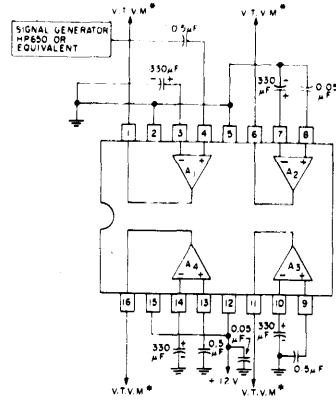 V.T.V.M*
V.T.V.M*
SIGNAL GENERATOR
HP650 OR
EQUIVALENT
0.5µF
330µF
- +
330
µF
-
+
0.05
µF
1 2 3 4 5 6 7 8
- +
A1
- +
A2
A4
- +
A3
- +
16 15 14 13 12 11 10 9
330
µF
+
-
0.5
µF
0.05
µF
330
µF
+
-
0.5µF
+12V
V.T.V.M*
V.T.V.M*